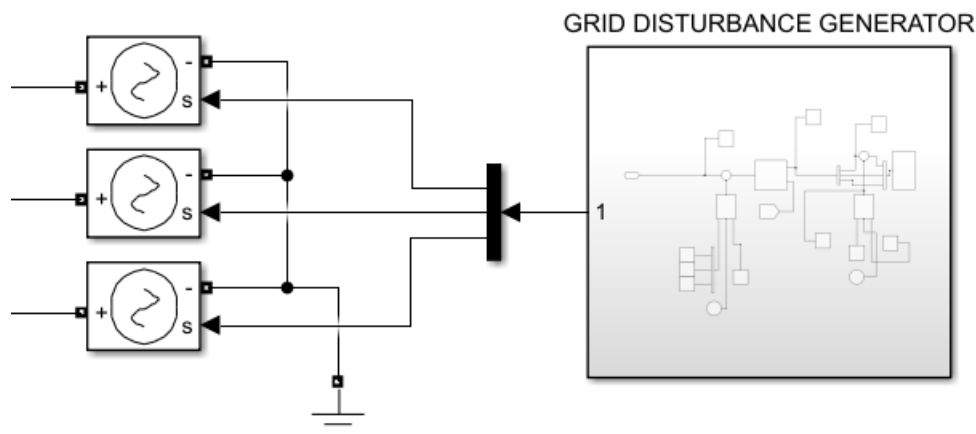 GRID DISTURBANCE GENERATOR
-
+
s
-
1
+
s
-
+
s